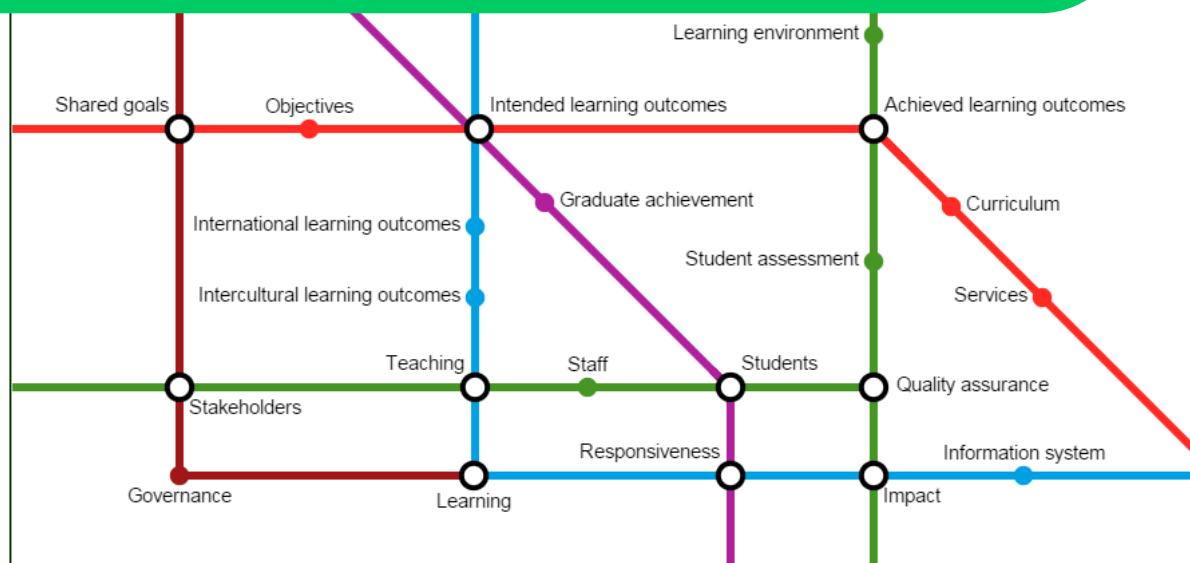 Learning environment
Shared goals
Objectives
Intended learning outcomes
Achieved learning outcomes
Graduate achievement
Curriculum
International learning outcomes
Student assessment
Intercultural learning outcomes
Services
Teaching
Staff
Students
Quality assurance
Stakeholders
Responsiveness
Information system
Governance
Learning
Impact